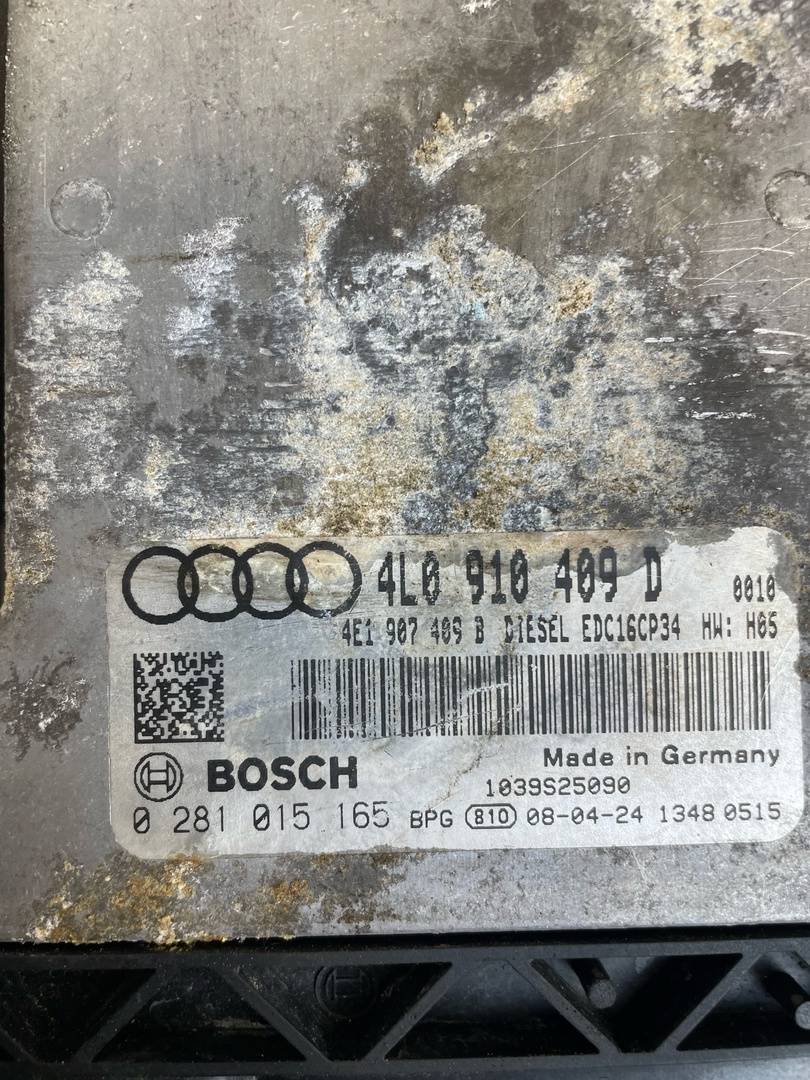 4L0 910 409 D 0010
4E1 907 409 B DIESEL EDC16CP34 HW: H05
Made in Germany
BOSCH
1039S25090
0 281 015 165 BPG 810 08-04-24 1348 0515